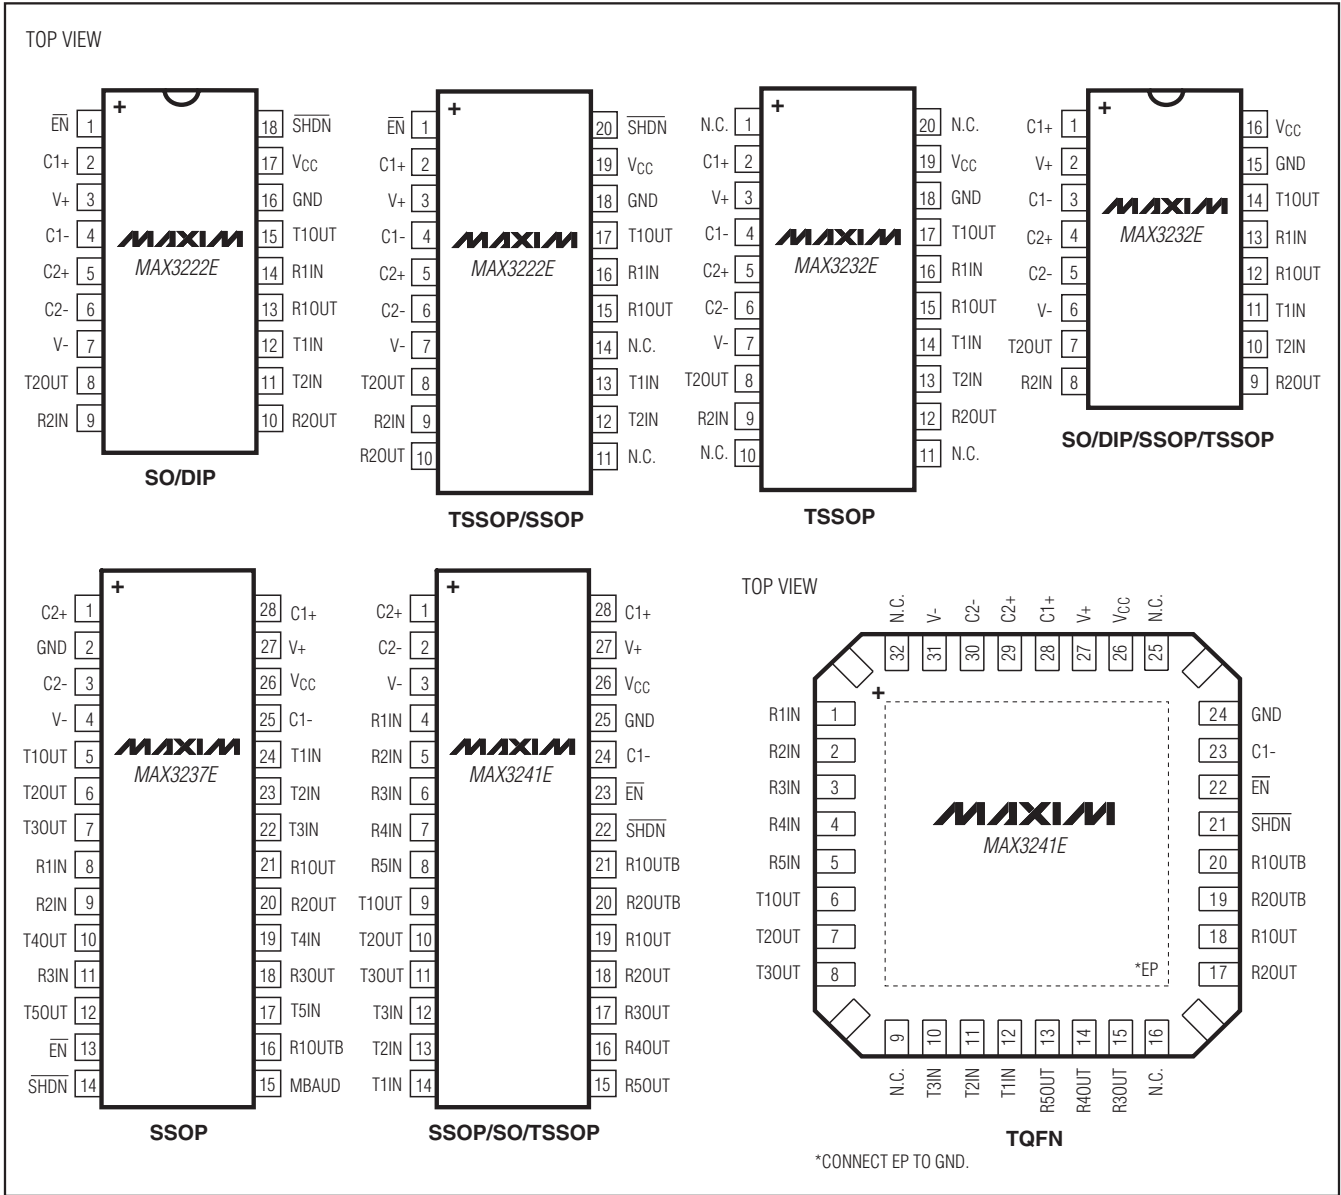 TOP VIEW
E̅N̅ 1
C1+ 2
V+ 3
C1- 4
C2+ 5
C2- 6
V- 7
T2OUT 8
R2IN 9
+
MAXIM
MAX3222E
18 S̅H̅D̅N̅
17 VCC
16 GND
15 T1OUT
14 R1IN
13 R1OUT
12 T1IN
11 T2IN
10 R2OUT
SO/DIP
E̅N̅ 1
C1+ 2
V+ 3
C1- 4
C2+ 5
C2- 6
V- 7
T2OUT 8
R2IN 9
R2OUT 10
+
MAXIM
MAX3222E
20 S̅H̅D̅N̅
19 VCC
18 GND
17 T1OUT
16 R1IN
15 R1OUT
14 N.C.
13 T1IN
12 T2IN
11 N.C.
TSSOP/SSOP
N.C. 1
C1+ 2
V+ 3
C1- 4
C2+ 5
C2- 6
V- 7
T2OUT 8
R2IN 9
N.C. 10
+
MAXIM
MAX3232E
20 N.C.
19 VCC
18 GND
17 T1OUT
16 R1IN
15 R1OUT
14 T1IN
13 T2IN
12 R2OUT
11 N.C.
TSSOP
C1+ 1
V+ 2
C1- 3
C2+ 4
C2- 5
V- 6
T2OUT 7
R2IN 8
+
MAXIM
MAX3232E
16 VCC
15 GND
14 T1OUT
13 R1IN
12 R1OUT
11 T1IN
10 T2IN
9 R2OUT
SO/DIP/SSOP/TSSOP
C2+ 1
GND 2
C2- 3
V- 4
T1OUT 5
T2OUT 6
T3OUT 7
R1IN 8
R2IN 9
T4OUT 10
R3IN 11
T5OUT 12
E̅N̅ 13
S̅H̅D̅N̅ 14
+
MAXIM
MAX3237E
28 C1+
27 V+
26 VCC
25 C1-
24 T1IN
23 T2IN
22 T3IN
21 R1OUT
20 R2OUT
19 T4IN
18 R3OUT
17 T5IN
16 R1OUTB
15 MBAUD
SSOP
C2+ 1
C2- 2
V- 3
R1IN 4
R2IN 5
R3IN 6
R4IN 7
R5IN 8
T1OUT 9
T2OUT 10
T3OUT 11
T3IN 12
T2IN 13
T1IN 14
+
MAXIM
MAX3241E
28 C1+
27 V+
26 VCC
25 GND
24 C1-
23 E̅N̅
22 S̅H̅D̅N̅
21 R1OUTB
20 R2OUTB
19 R1OUT
18 R2OUT
17 R3OUT
16 R4OUT
15 R5OUT
SSOP/SO/TSSOP
TOP VIEW
N.C. 32
V- 31
C2- 30
C2+ 29
C1+ 28
V+ 27
VCC 26
N.C. 25
+
R1IN 1
R2IN 2
R3IN 3
R4IN 4
R5IN 5
T1OUT 6
T2OUT 7
T3OUT 8
MAXIM
MAX3241E
*EP
24 GND
23 C1-
22 E̅N̅
21 S̅H̅D̅N̅
20 R1OUTB
19 R2OUTB
18 R1OUT
17 R2OUT
9 N.C.
10 T3IN
11 T2IN
12 T1IN
13 R5OUT
14 R4OUT
15 R3OUT
16 N.C.
TQFN
*CONNECT EP TO GND.